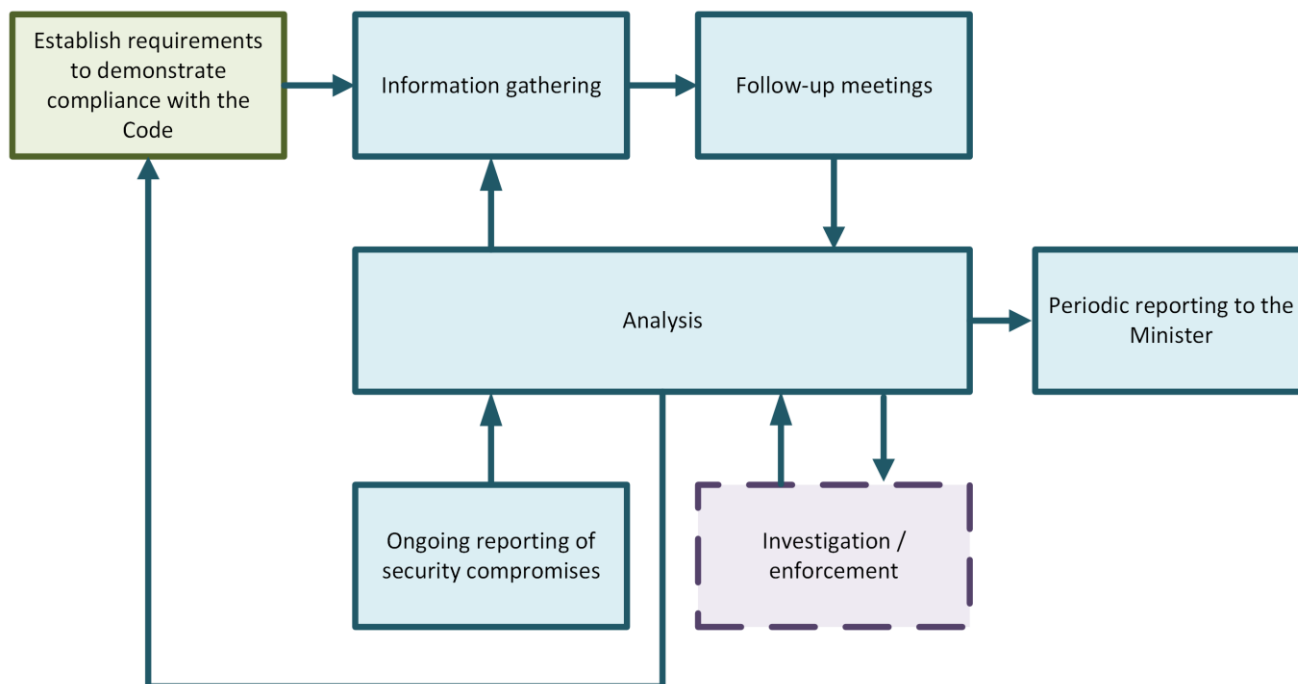 Establish requirements
to demonstrate
compliance with the
Code
Information gathering
Follow-up meetings
Analysis
Periodic reporting to the
Minister
Ongoing reporting of
security compromises
Investigation /
enforcement